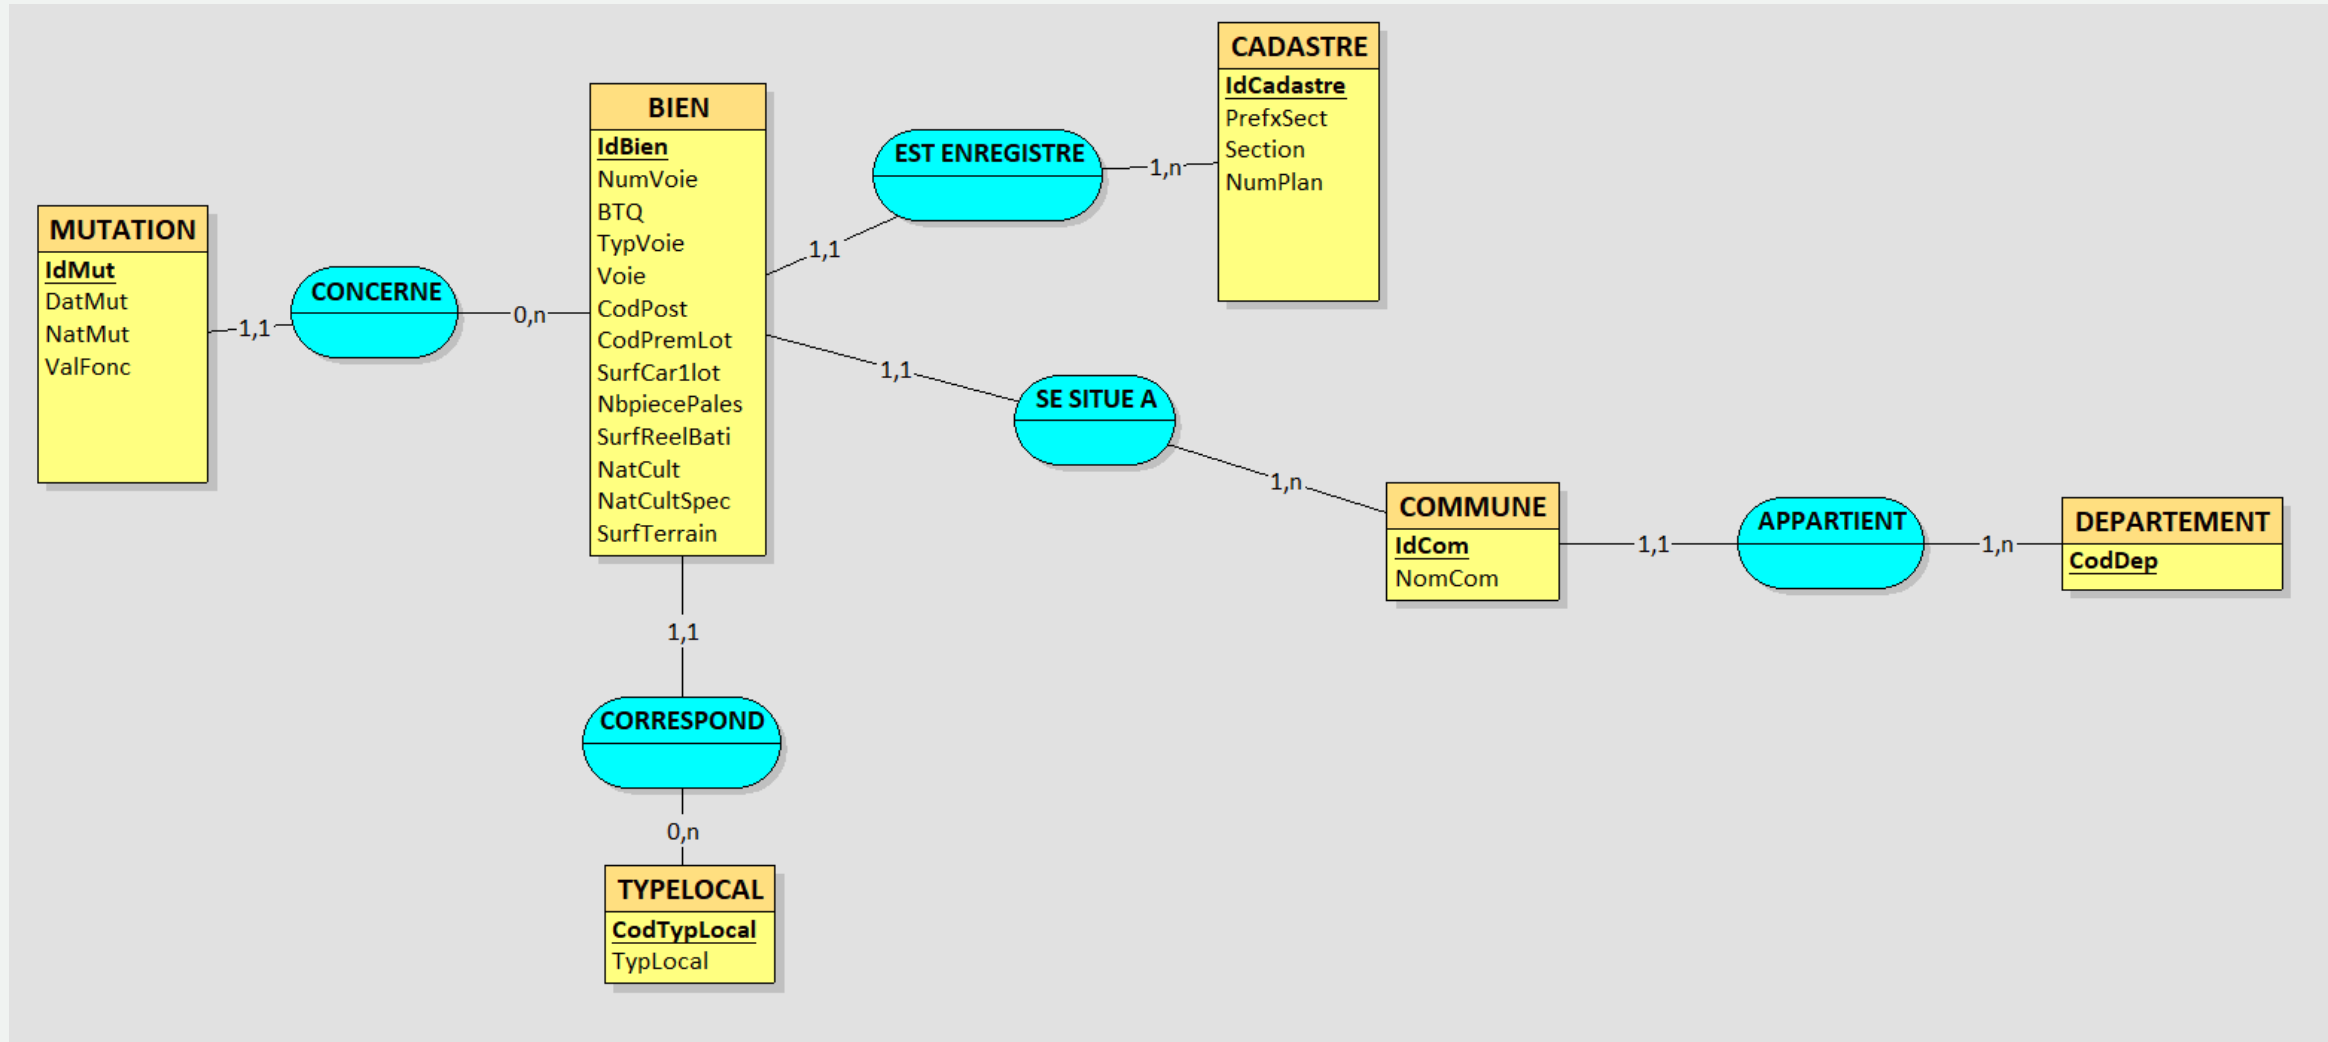 MUTATION
IdMut
DatMut
NatMut
ValFonc
1,1
CONCERNE
0,n
BIEN
IdBien
NumVoie
BTQ
TypVoie
Voie
CodPost
CodPremLot
SurfCar1lot
NbpiecePales
SurfReelBati
NatCult
NatCultSpec
SurfTerrain
1,1
EST ENREGISTRE
1,n
CADASTRE
IdCadastre
PrefxSect
Section
NumPlan
1,1
SE SITUE A
1,n
COMMUNE
IdCom
NomCom
1,1
APPARTIENT
1,n
DEPARTEMENT
CodDep
1,1
CORRESPOND
0,n
TYPELOCAL
CodTypLocal
TypLocal